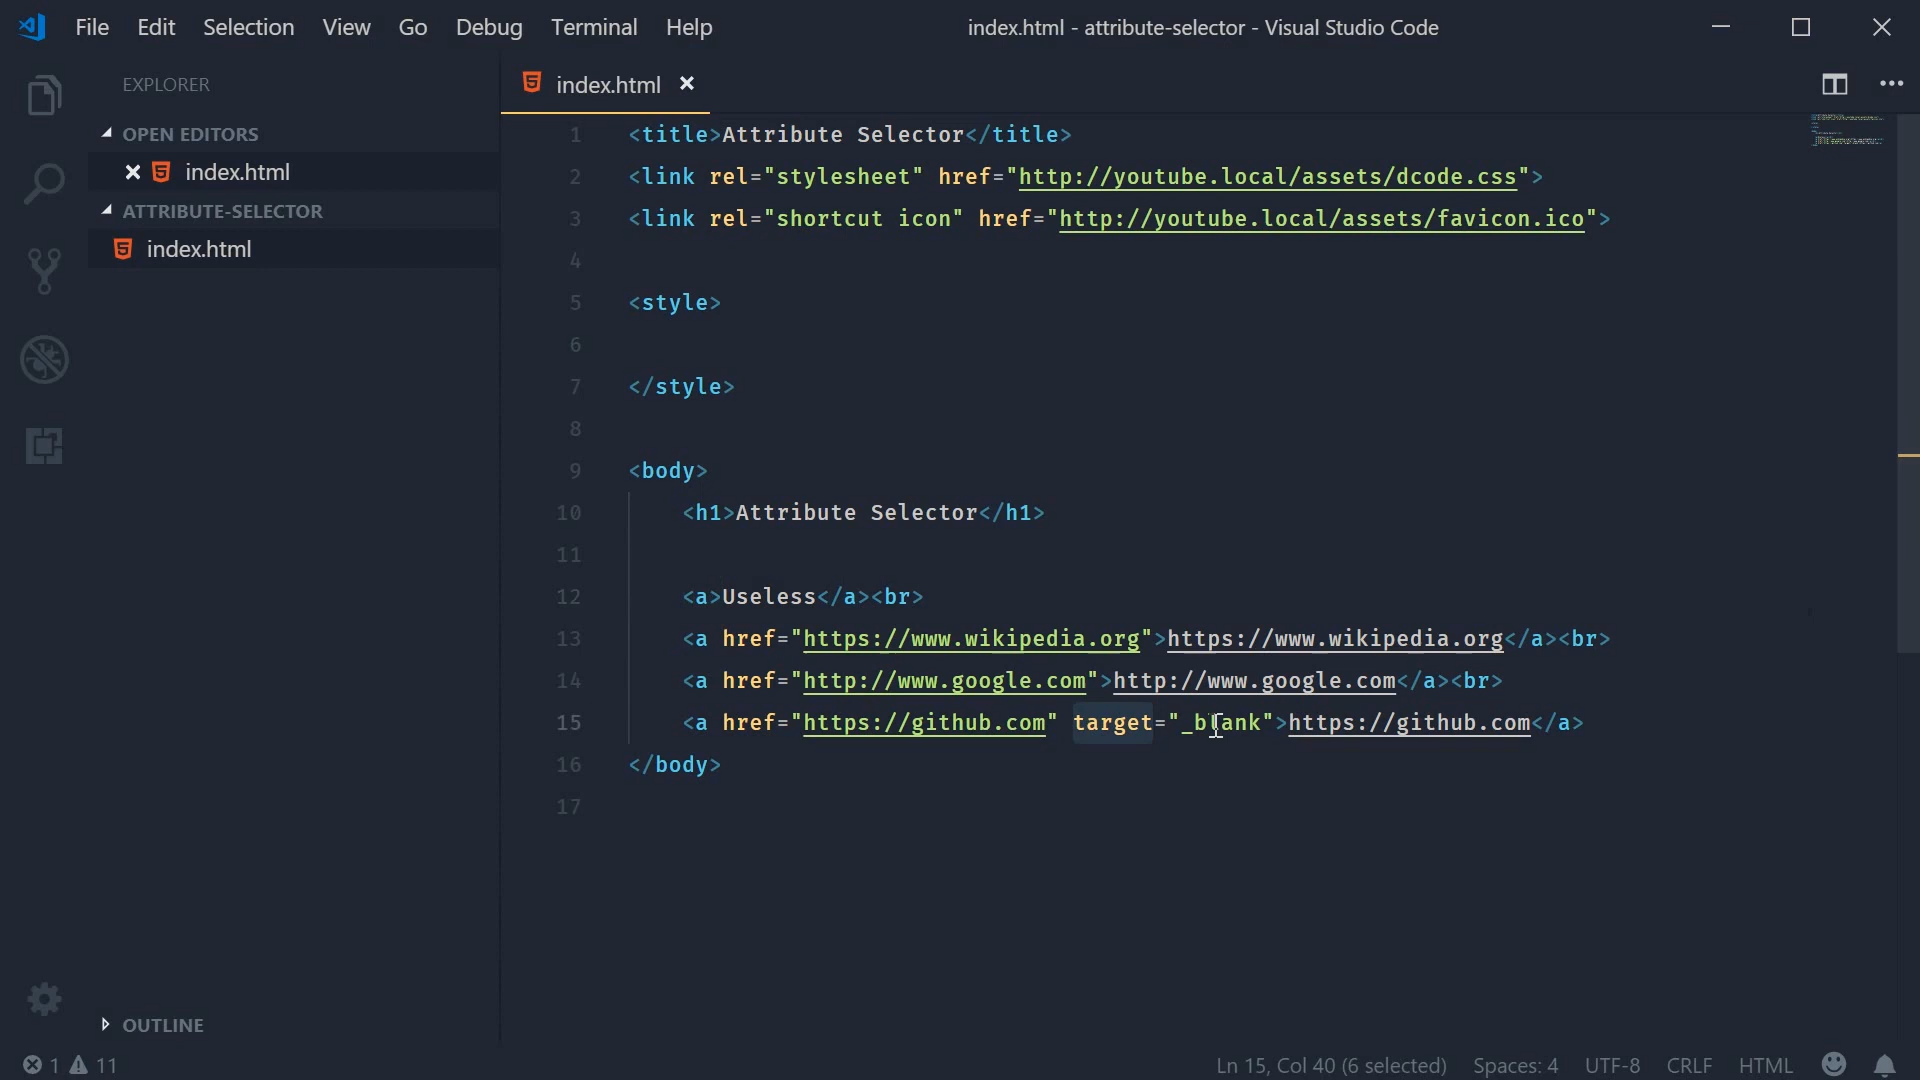 File Edit Selection View Go Debug Terminal Help
index.html - attribute-selector - Visual Studio Code
EXPLORER
OPEN EDITORS
index.html
ATTRIBUTE-SELECTOR
index.html
OUTLINE
index.html
1 <title>Attribute Selector</title>
2 <link rel="stylesheet" href="http://youtube.local/assets/dcode.css">
3 <link rel="shortcut icon" href="http://youtube.local/assets/favicon.ico">
4
5 <style>
6
7 </style>
8
9 <body>
10 <h1>Attribute Selector</h1>
11
12 <a>Useless</a><br>
13 <a href="https://www.wikipedia.org">https://www.wikipedia.org</a><br>
14 <a href="http://www.google.com">http://www.google.com</a><br>
15 <a href="https://github.com" target="_blank">https://github.com</a>
16 </body>
17
1 11
Ln 15, Col 40 (6 selected) Spaces: 4 UTF-8 CRLF HTML